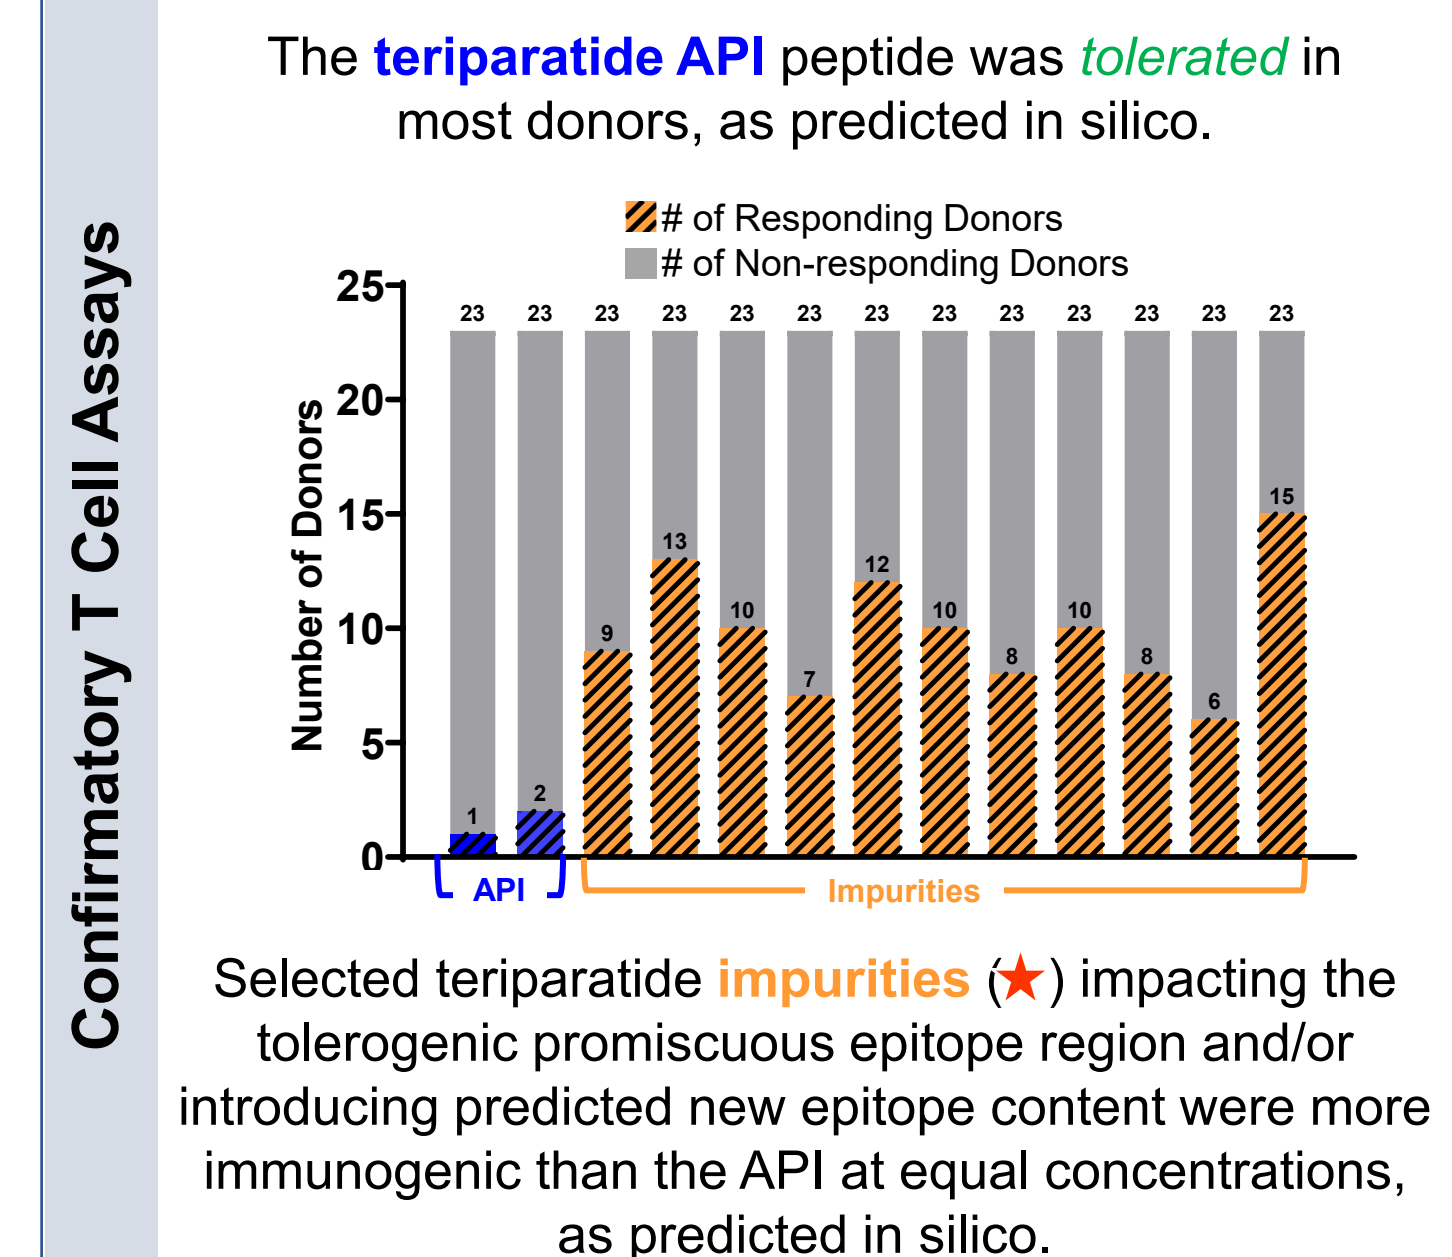 Confirmatory T Cell Assays
The teriparatide API peptide was tolerated in
most donors, as predicted in silico.
# of Responding Donors
# of Non-responding Donors
Number of Donors
25
20
15
10
5
0
23 23 23 23 23 23 23 23 23 23 23 23 23
1 2 9 13 10 7 12 10 8 10 8 6 15
API
Impurities
Selected teriparatide impurities (★) impacting the
tolerogenic promiscuous epitope region and/or
introducing predicted new epitope content were more
immunogenic than the API at equal concentrations,
as predicted in silico.